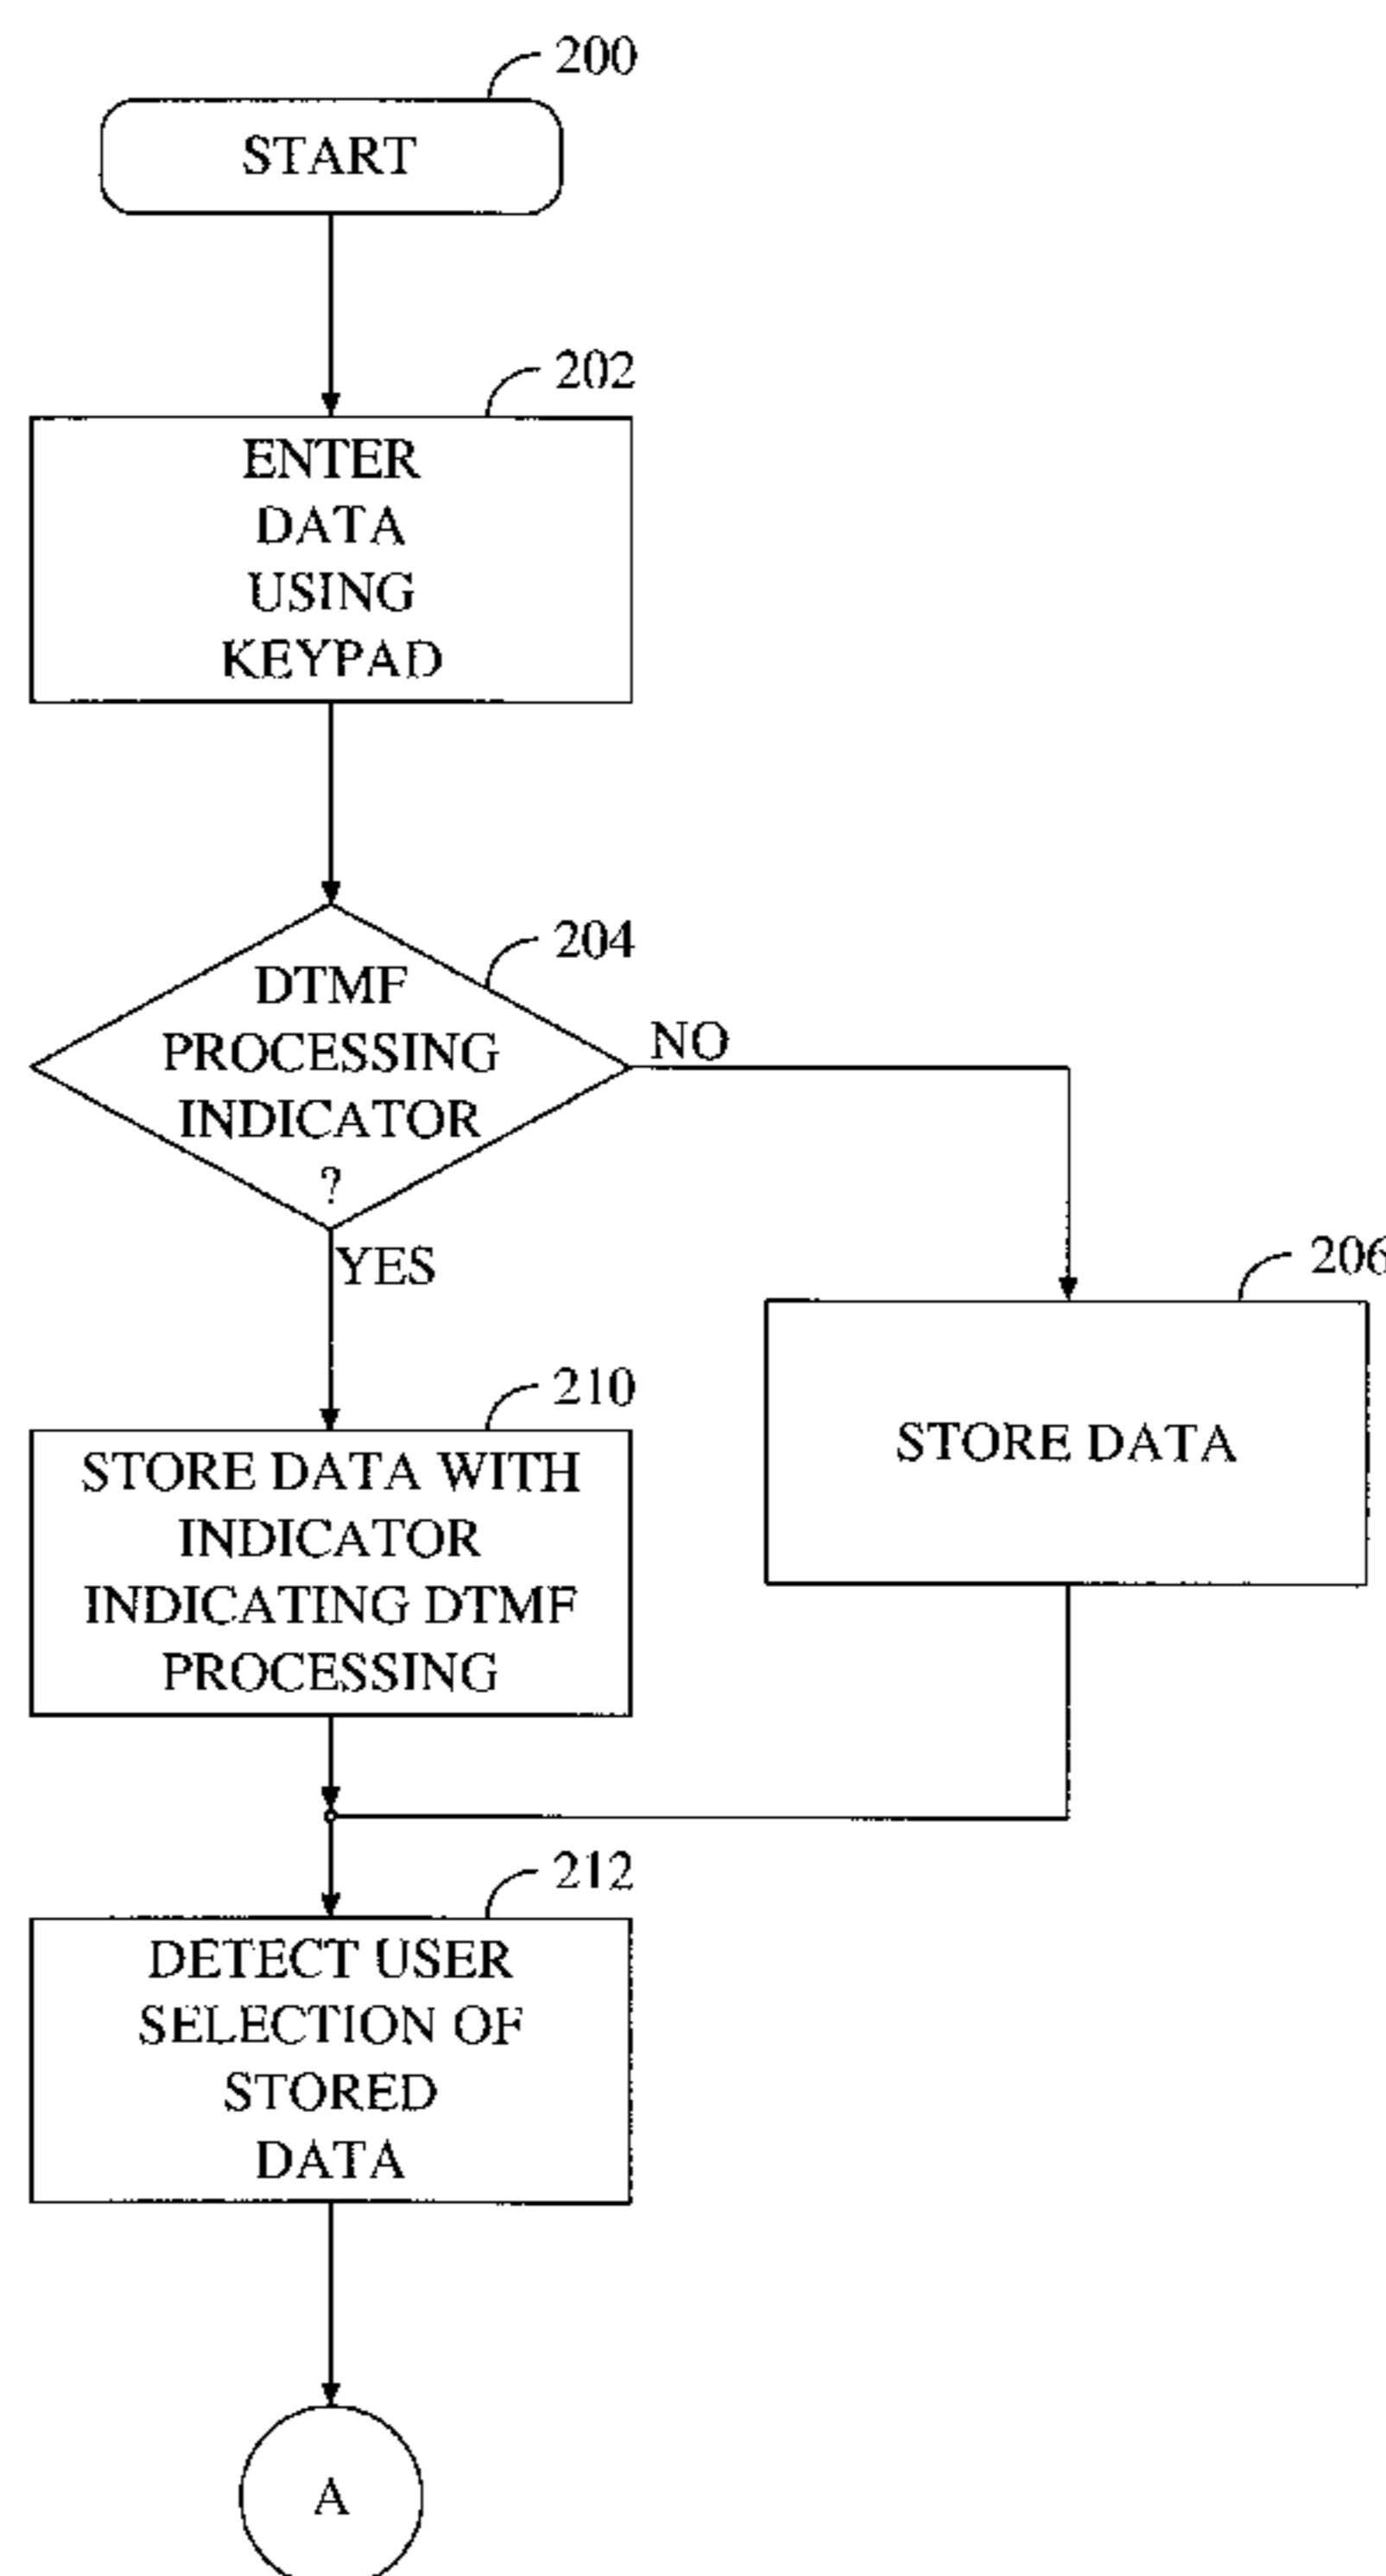 200
START
202
ENTER
DATA
USING
KEYPAD
204
DTMF
PROCESSING
INDICATOR
?
NO
YES
206
STORE DATA
210
STORE DATA WITH
INDICATOR
INDICATING DTMF
PROCESSING
212
DETECT USER
SELECTION OF
STORED
DATA
A